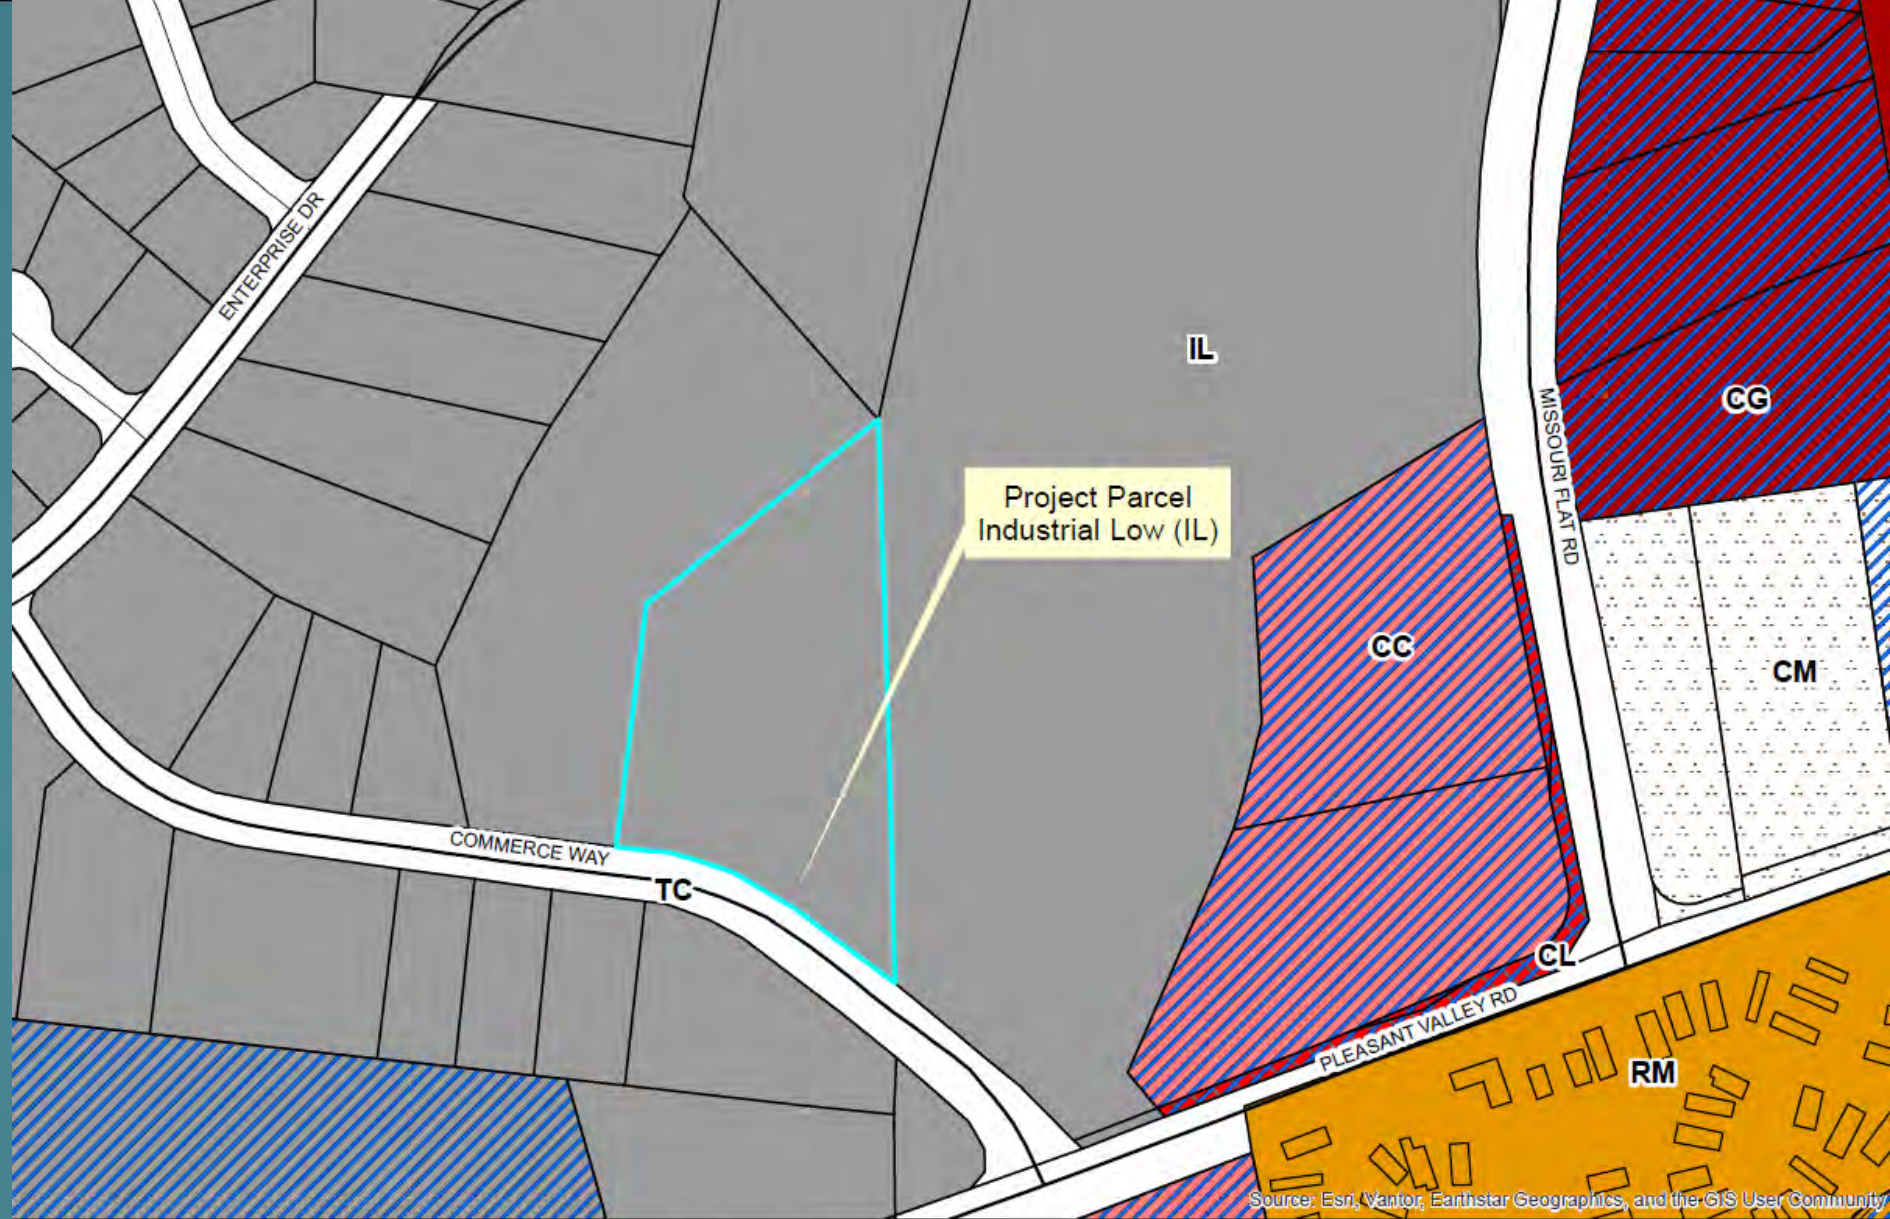 ENTERPRISE DR
IL
MISSOURI FLAT RD
CG
Project Parcel
Industrial Low (IL)
CC
CM
COMMERCE WAY
TC
CL
PLEASANT VALLEY RD
RM
Source: Esri, Vantor, Earthstar Geographics, and the GIS User Community